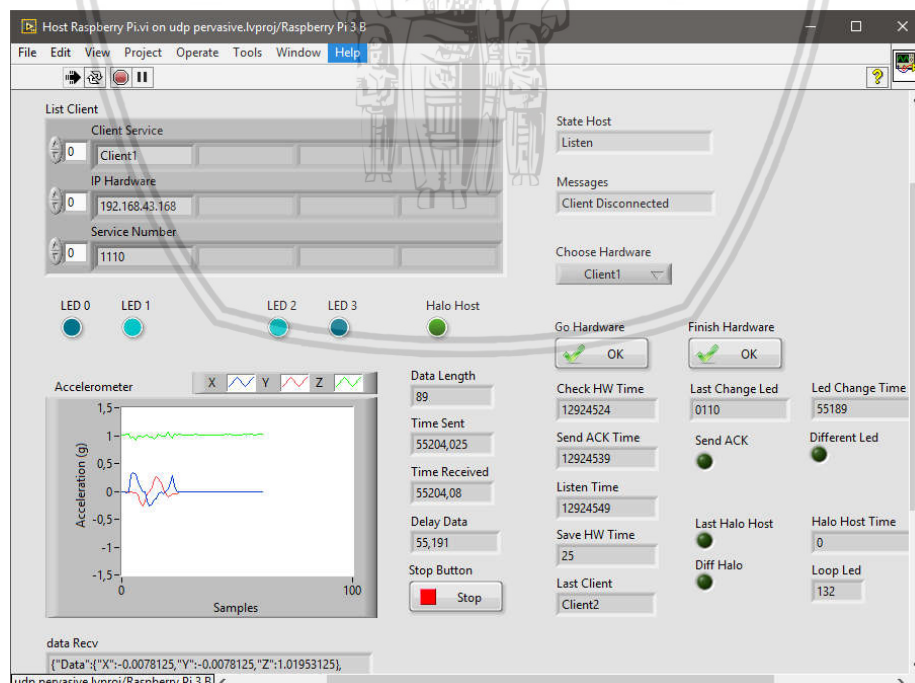 Host Raspberry Pi.vi on udp pervasive.lvproj/Raspberry Pi 3 B
File Edit View Project Operate Tools Window Help
List Client
Client Service
0 Client1
IP Hardware
0 192.168.43.168
Service Number
0 1110
State Host
Listen
Messages
Client Disconnected
Choose Hardware
Client1
LED 0 LED 1 LED 2 LED 3 Halo Host
Go Hardware Finish Hardware
OK OK
Accelerometer X Y Z
1,5
1
0,5
0
-0,5
-1
-1,5
Acceleration (g)
0 100
Samples
Data Length
89
Time Sent
55204,025
Time Received
55204,08
Delay Data
55,191
Stop Button
Stop
Check HW Time
12924524
Send ACK Time
12924539
Listen Time
12924549
Save HW Time
25
Last Client
Client2
Last Change Led
0110
Send ACK
Last Halo Host
Diff Halo
Led Change Time
55189
Different Led
Halo Host Time
0
Loop Led
132
data Recv
{"Data":{"X":-0.0078125,"Y":-0.0078125,"Z":1.01953125},
udp pervasive.lvproj/Raspberry Pi 3 B